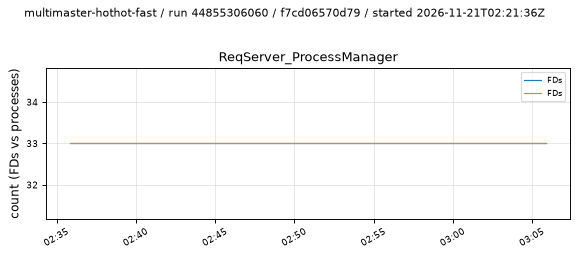 multimaster-hothot-fast / run 44855306060 / f7cd06570d79 / started 2026-11-21T02:21:36Z
ReqServer_ProcessManager
count (FDs vs processes)
34
33
32
FDs
FDs
02:35
02:40
02:45
02:50
02:55
03:00
03:05